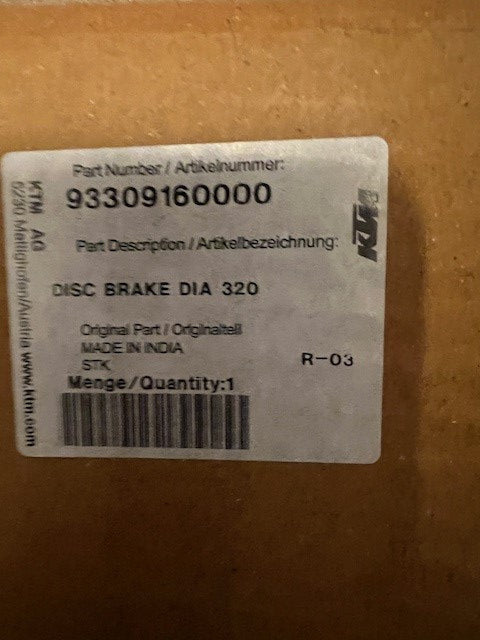 Part Number / Artikelnummer:
93309160000
Part Description / Artikelbezeichnung:
DISC BRAKE DIA 320
Original Part / Originalteil
MADE IN INDIA
STK
R-03
Menge/Quantity:1
KTM AG
5230 Mattighofen/Austria www.ktm.com
KTM